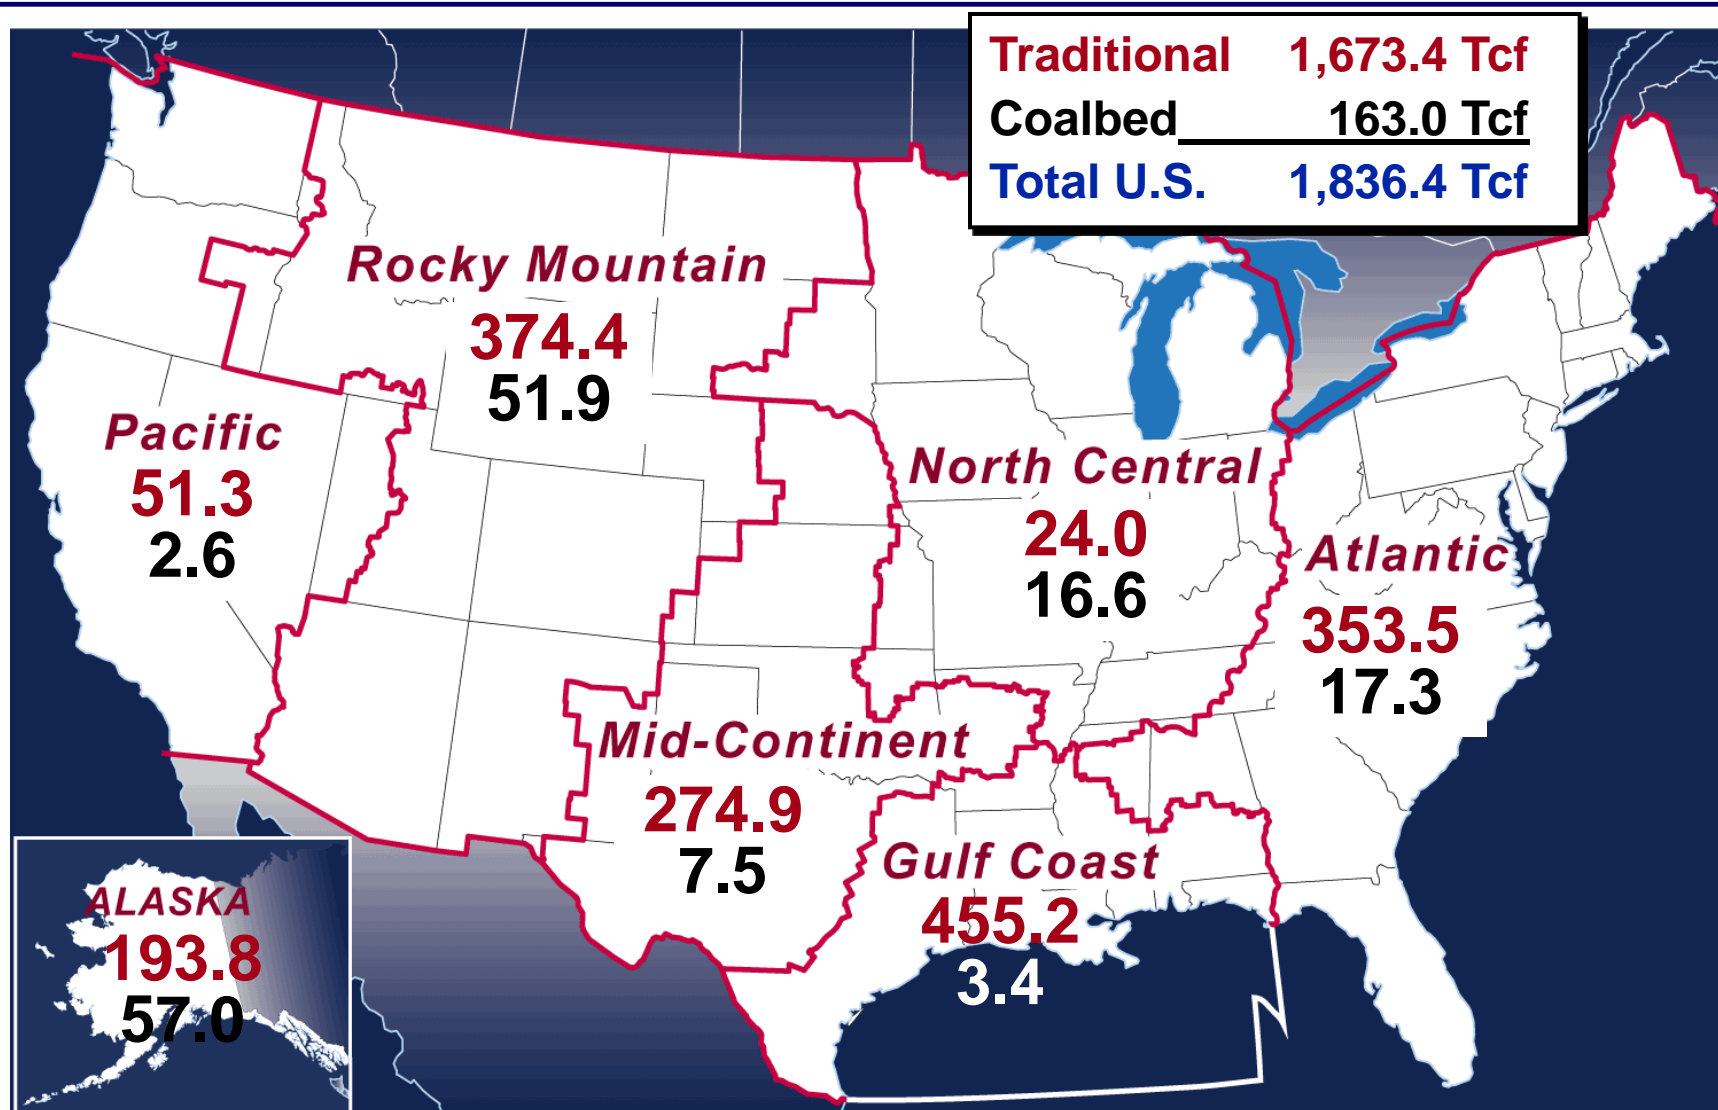 Traditional 1,673.4 Tcf
Coalbed 163.0 Tcf
Total U.S. 1,836.4 Tcf
Rocky Mountain
374.4
51.9
Pacific
51.3
2.6
North Central
24.0
16.6
Atlantic
353.5
17.3
Mid-Continent
274.9
7.5
Gulf Coast
455.2
3.4
ALASKA
193.8
57.0